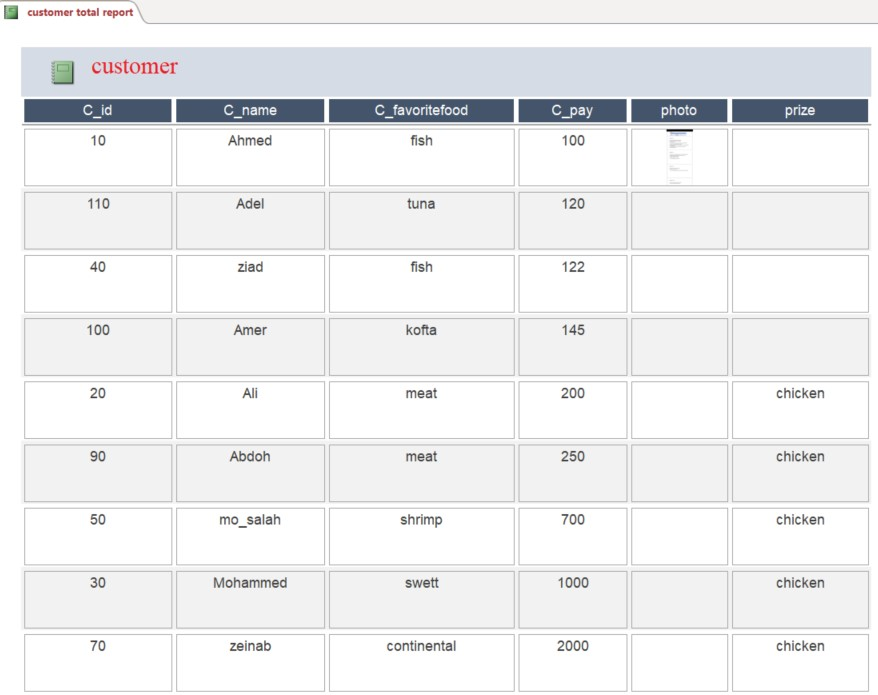 customer total report
customer
C_id C_name C_favoritefood C_pay photo prize
10 Ahmed fish 100
110 Adel tuna 120
40 ziad fish 122
100 Amer kofta 145
20 Ali meat 200 chicken
90 Abdoh meat 250 chicken
50 mo_salah shrimp 700 chicken
30 Mohammed swett 1000 chicken
70 zeinab continental 2000 chicken